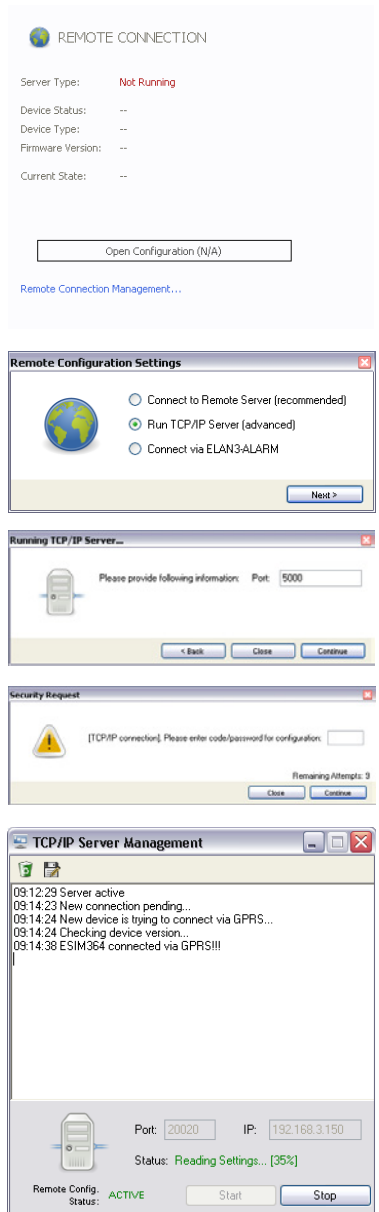 REMOTE CONNECTION
Server Type: Not Running
Device Status: --
Device Type: --
Firmware Version: --
Current State: --
Open Configuration (N/A)
Remote Connection Management...
Remote Configuration Settings
Connect to Remote Server (recommended)
Run TCP/IP Server (advanced)
Connect via ELAN3-ALARM
Next >
Running TCP/IP Server...
Please provide following information: Port: 5000
< Back Close Continue
Security Request
[TCP/IP connection]. Please enter code/password for configuration:
Remaining Attempts: 9
Close Continue
TCP/IP Server Management
09:12:29 Server active
09:14:23 New connection pending...
09:14:24 New device is trying to connect via GPRS...
09:14:24 Checking device version...
09:14:38 ESIM364 connected via GPRS!!!
Port: 20020 IP: 192.168.3.150
Status: Reading Settings... [35%]
Remote Config. Status: ACTIVE Start Stop